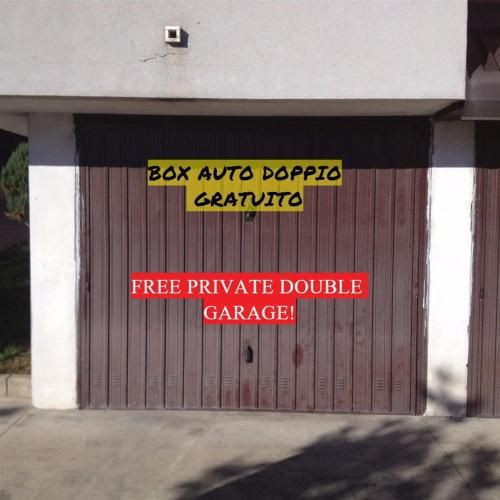 BOX AUTO DOPPIO
GRATUITO
FREE PRIVATE DOUBLE
GARAGE!